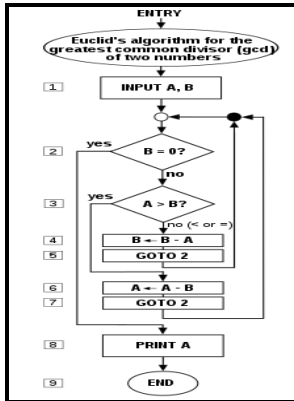 ENTRY
Euclid's algorithm for the
greatest common divisor (gcd)
of two numbers
1 INPUT A, B
2 B = 0?
yes
no
3 A > B?
yes
no (< or =)
4 B ← B - A
5 GOTO 2
6 A ← A - B
7 GOTO 2
8 PRINT A
9 END